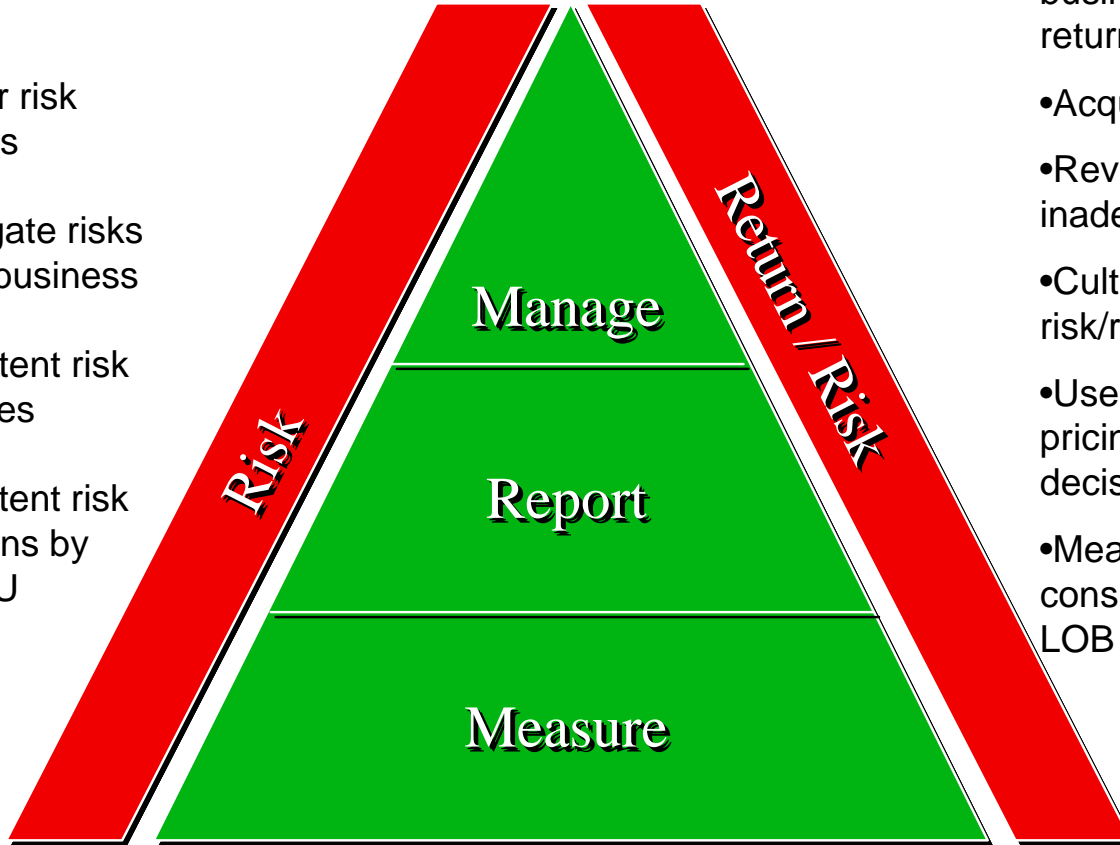 r risk
s
gate risks
business
tent risk
es
tent risk
ns by
U
Risk
Manage
Report
Measure
Return / Risk
return
•Acq
•Rev
inade
•Cult
risk/r
•Use
pricin
decis
•Mea
cons
LOB